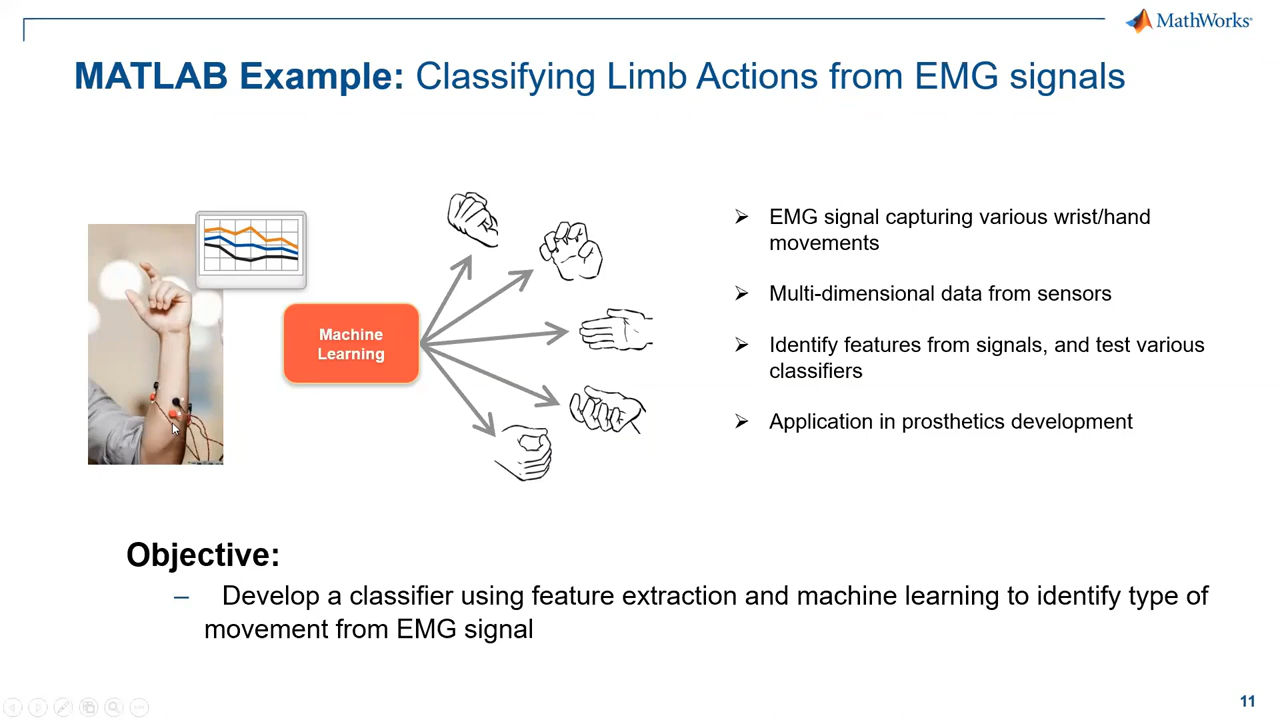 MathWorks®
MATLAB Example: Classifying Limb Actions from EMG signals
Machine
Learning
EMG signal capturing various wrist/hand
movements
Multi-dimensional data from sensors
Identify features from signals, and test various
classifiers
Application in prosthetics development
Objective:
– Develop a classifier using feature extraction and machine learning to identify type of
movement from EMG signal
11